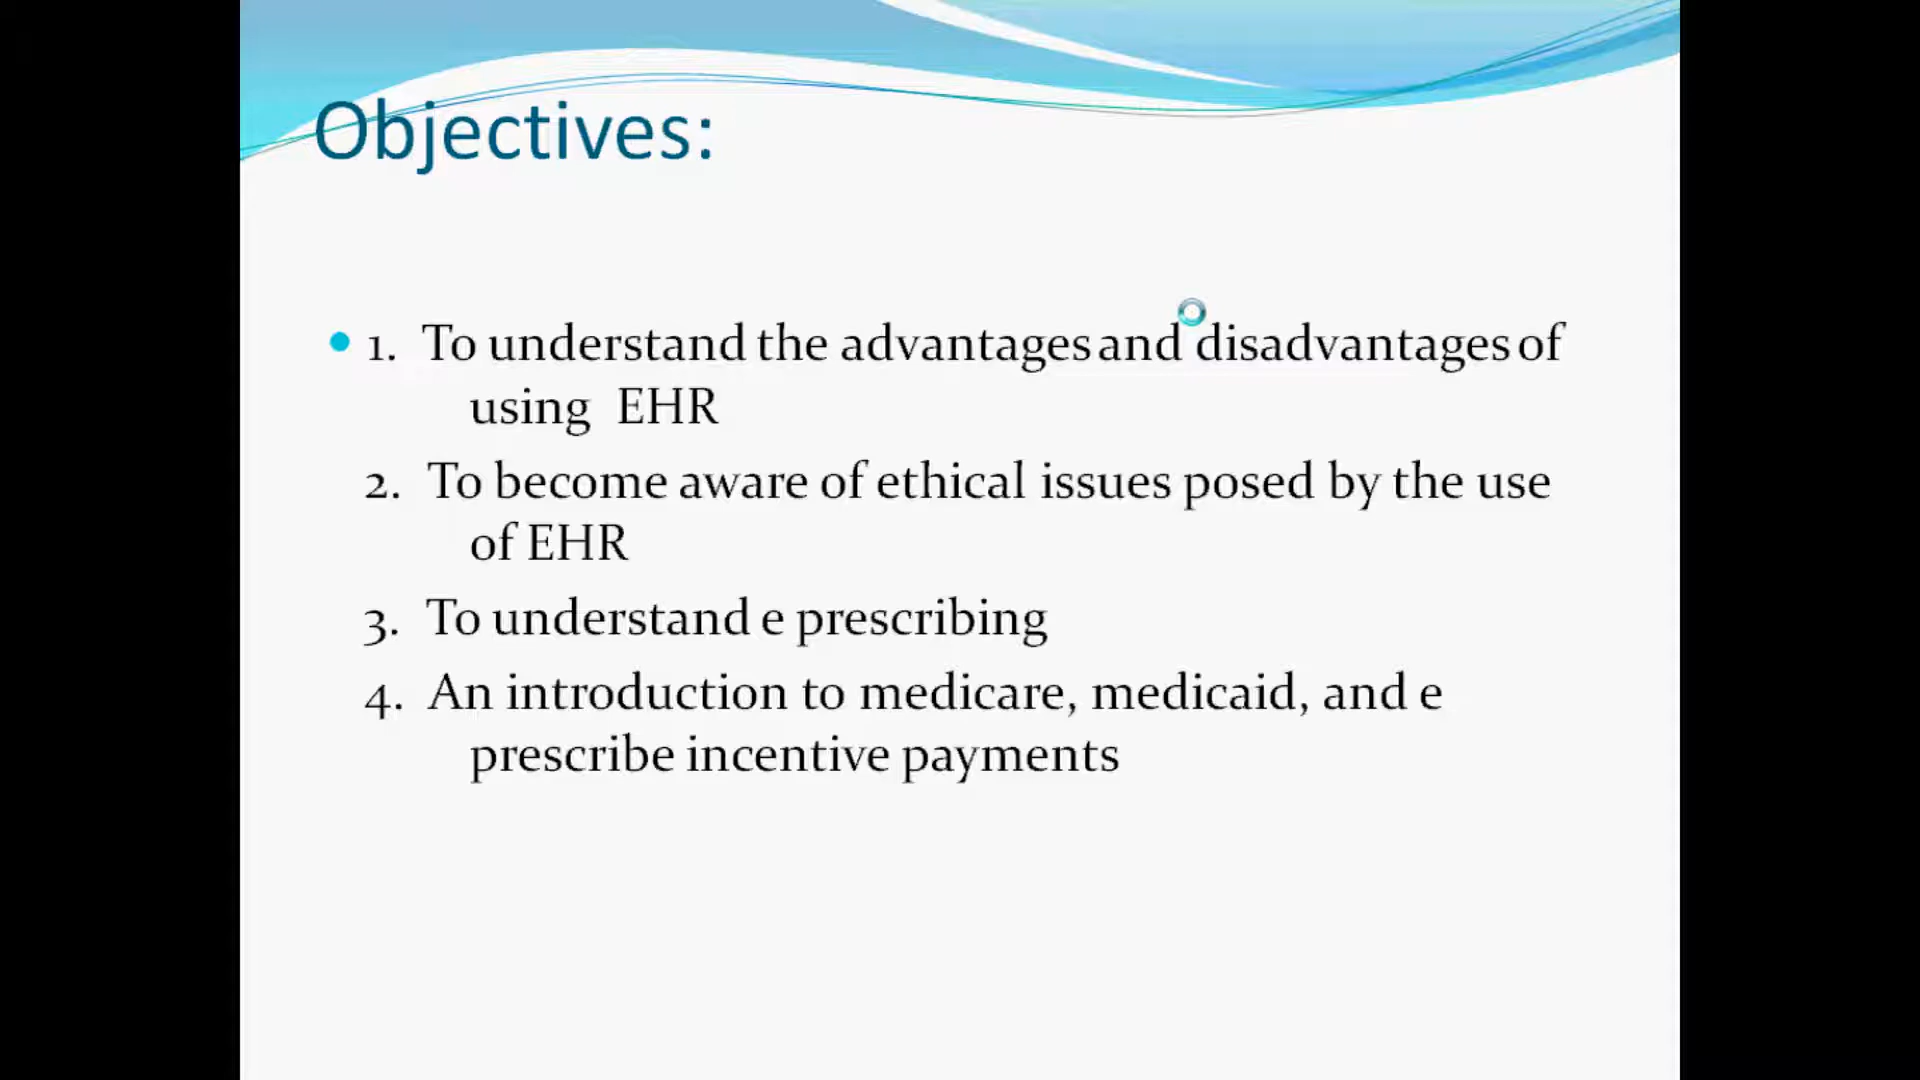 Objectives:
1. To understand the advantages and disadvantages of
using EHR
2. To become aware of ethical issues posed by the use
of EHR
3. To understand e prescribing
4. An introduction to medicare, medicaid, and e
prescribe incentive payments